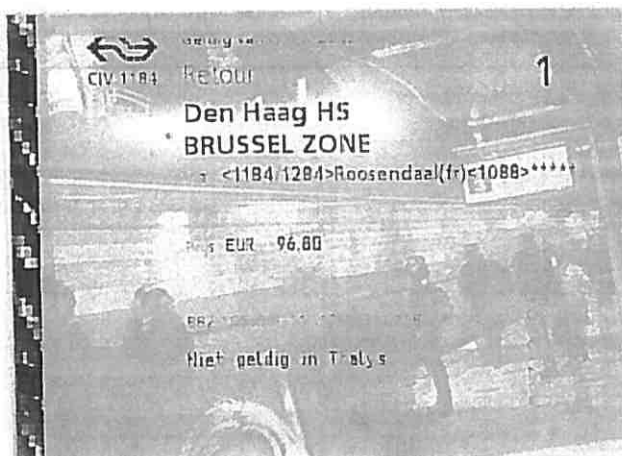 CIV 1184 Retour 1
Den Haag HS
BRUSSEL ZONE
<1184/1284>Roosendaal(fr)<1088>*****
EUR 96,80
Niet geldig in Thalys